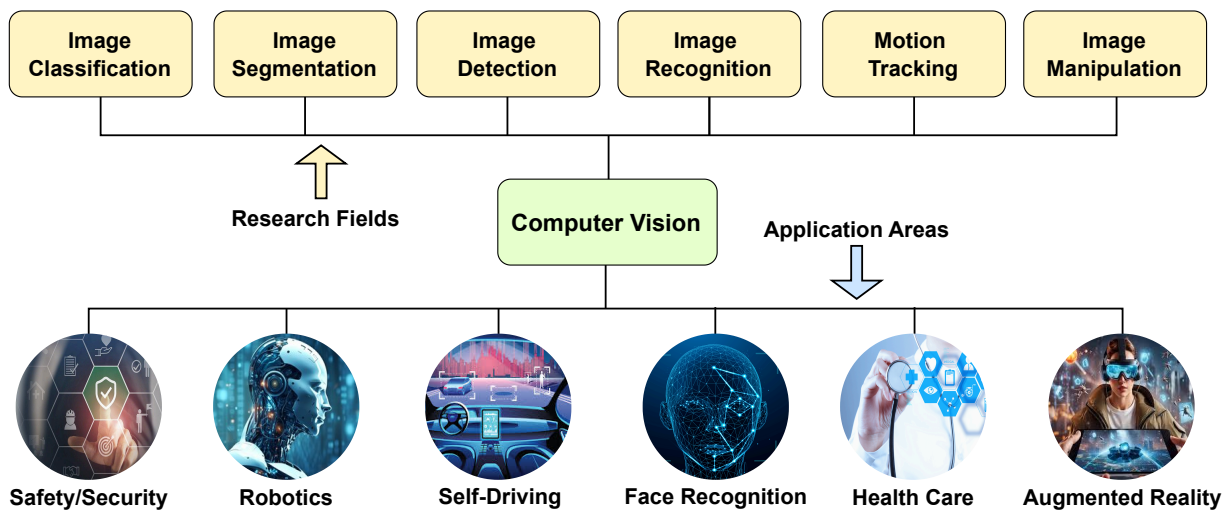 Image
Classification
Image
Segmentation
Image
Detection
Image
Recognition
Motion
Tracking
Image
Manipulation
Research Fields
Computer Vision
Application Areas
Safety/Security
Robotics
Self-Driving
Face Recognition
Health Care
Augmented Reality